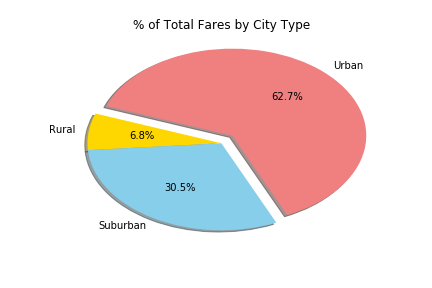 % of Total Fares by City Type
Urban
62.7%
Rural
6.8%
30.5%
Suburban